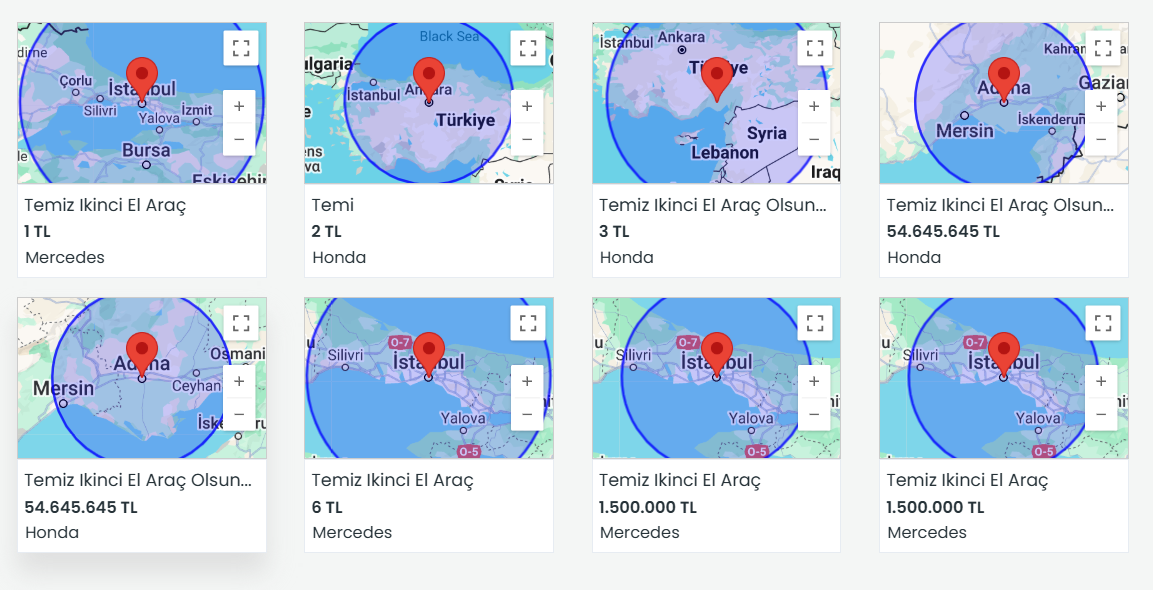 dirne
Çorlu
İstanbul
Silivri
Yalova
İzmit
Bursa
Eskişehir
Temiz Ikinci El Araç
1 TL
Mercedes
Black Sea
ulgaria
İstanbul
Ankara
Türkiye
ens
Temi
2 TL
Honda
İstanbul
Ankara
Türkiye
Syria
Lebanon
Iraq
Temiz Ikinci El Araç Olsun...
3 TL
Honda
Kahram
Adana
Gazian
Mersin
İskenderun
Temiz Ikinci El Araç Olsun...
54.645.645 TL
Honda
Osmani
Adana
Mersin
Ceyhan
Temiz Ikinci El Araç Olsun...
54.645.645 TL
Honda
O-7
Silivri
İstanbul
Yalova
O-5
Temiz Ikinci El Araç
6 TL
Mercedes
O-7
Silivri
İstanbul
Yalova
O-5
Temiz Ikinci El Araç
1.500.000 TL
Mercedes
O-7
Silivri
İstanbul
Yalova
O-5
Temiz Ikinci El Araç
1.500.000 TL
Mercedes